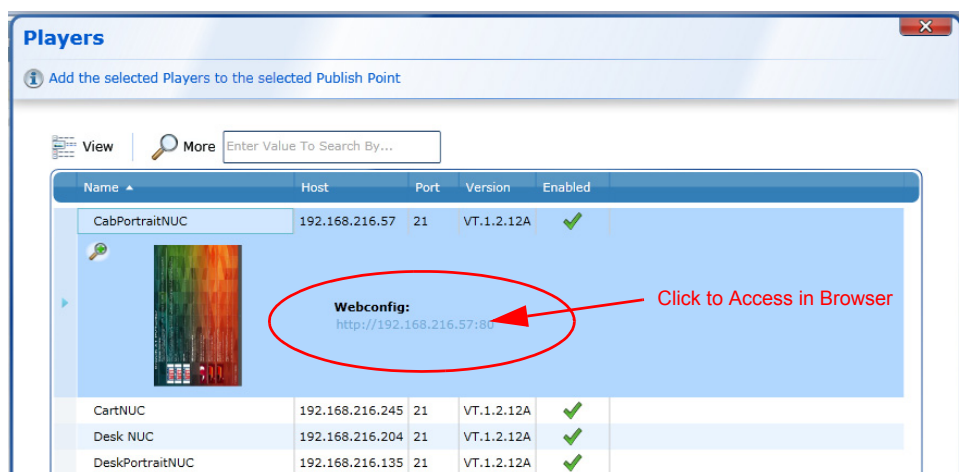 Players
Add the selected Players to the selected Publish Point
View More Enter Value To Search By...
Name Host Port Version Enabled
CabPortraitNUC 192.168.216.57 21 VT.1.2.12A
Webconfig:
http://192.168.216.57:80
Click to Access in Browser
CartNUC 192.168.216.245 21 VT.1.2.12A
Desk NUC 192.168.216.204 21 VT.1.2.12A
DeskPortraitNUC 192.168.216.135 21 VT.1.2.12A